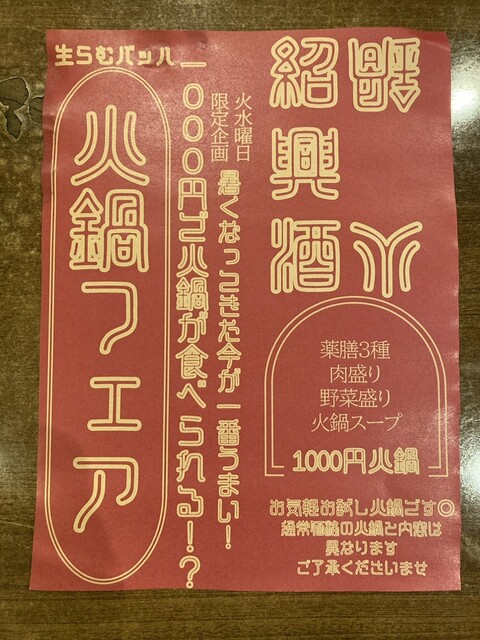 紹興酒
薬膳3種
肉盛り
野菜盛り
火鍋スープ
1000円火鍋
お気軽お試し火鍋です◎
通常価格の火鍋と内容は
異なります
ご了承くださいませ
火水曜日
限定企画
暑くなってきた今が一番うまい!
一000円で火鍋が食べられる!?
生らむバッハ
火鍋フェア